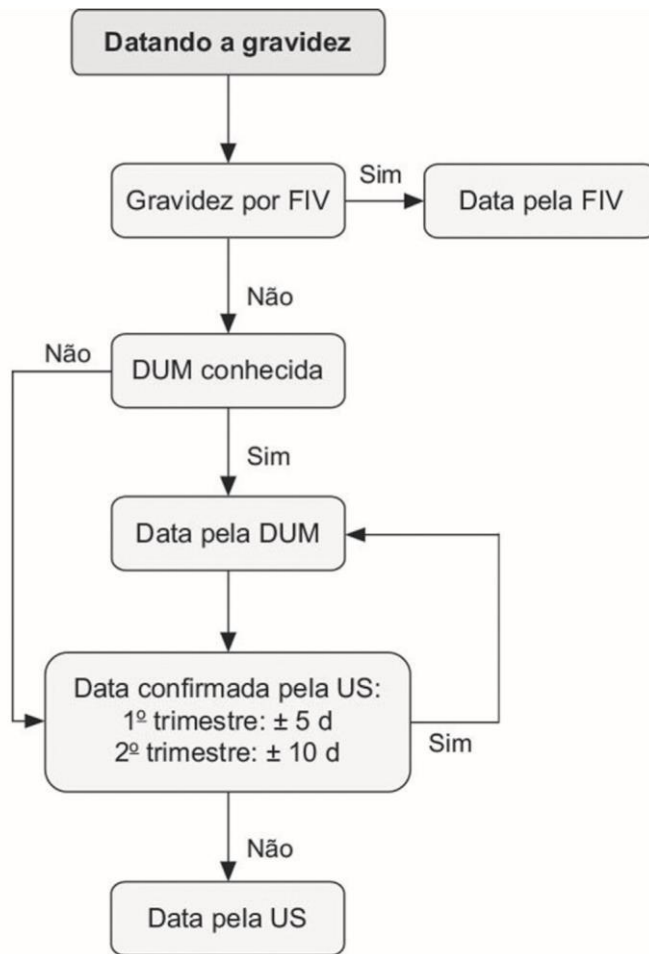 Datando a gravidez
Gravidez por FIV
Sim
Data pela FIV
Não
Não
DUM conhecida
Sim
Data pela DUM
Data confirmada pela US:
1º trimestre: ± 5 d
2º trimestre: ± 10 d
Sim
Não
Data pela US